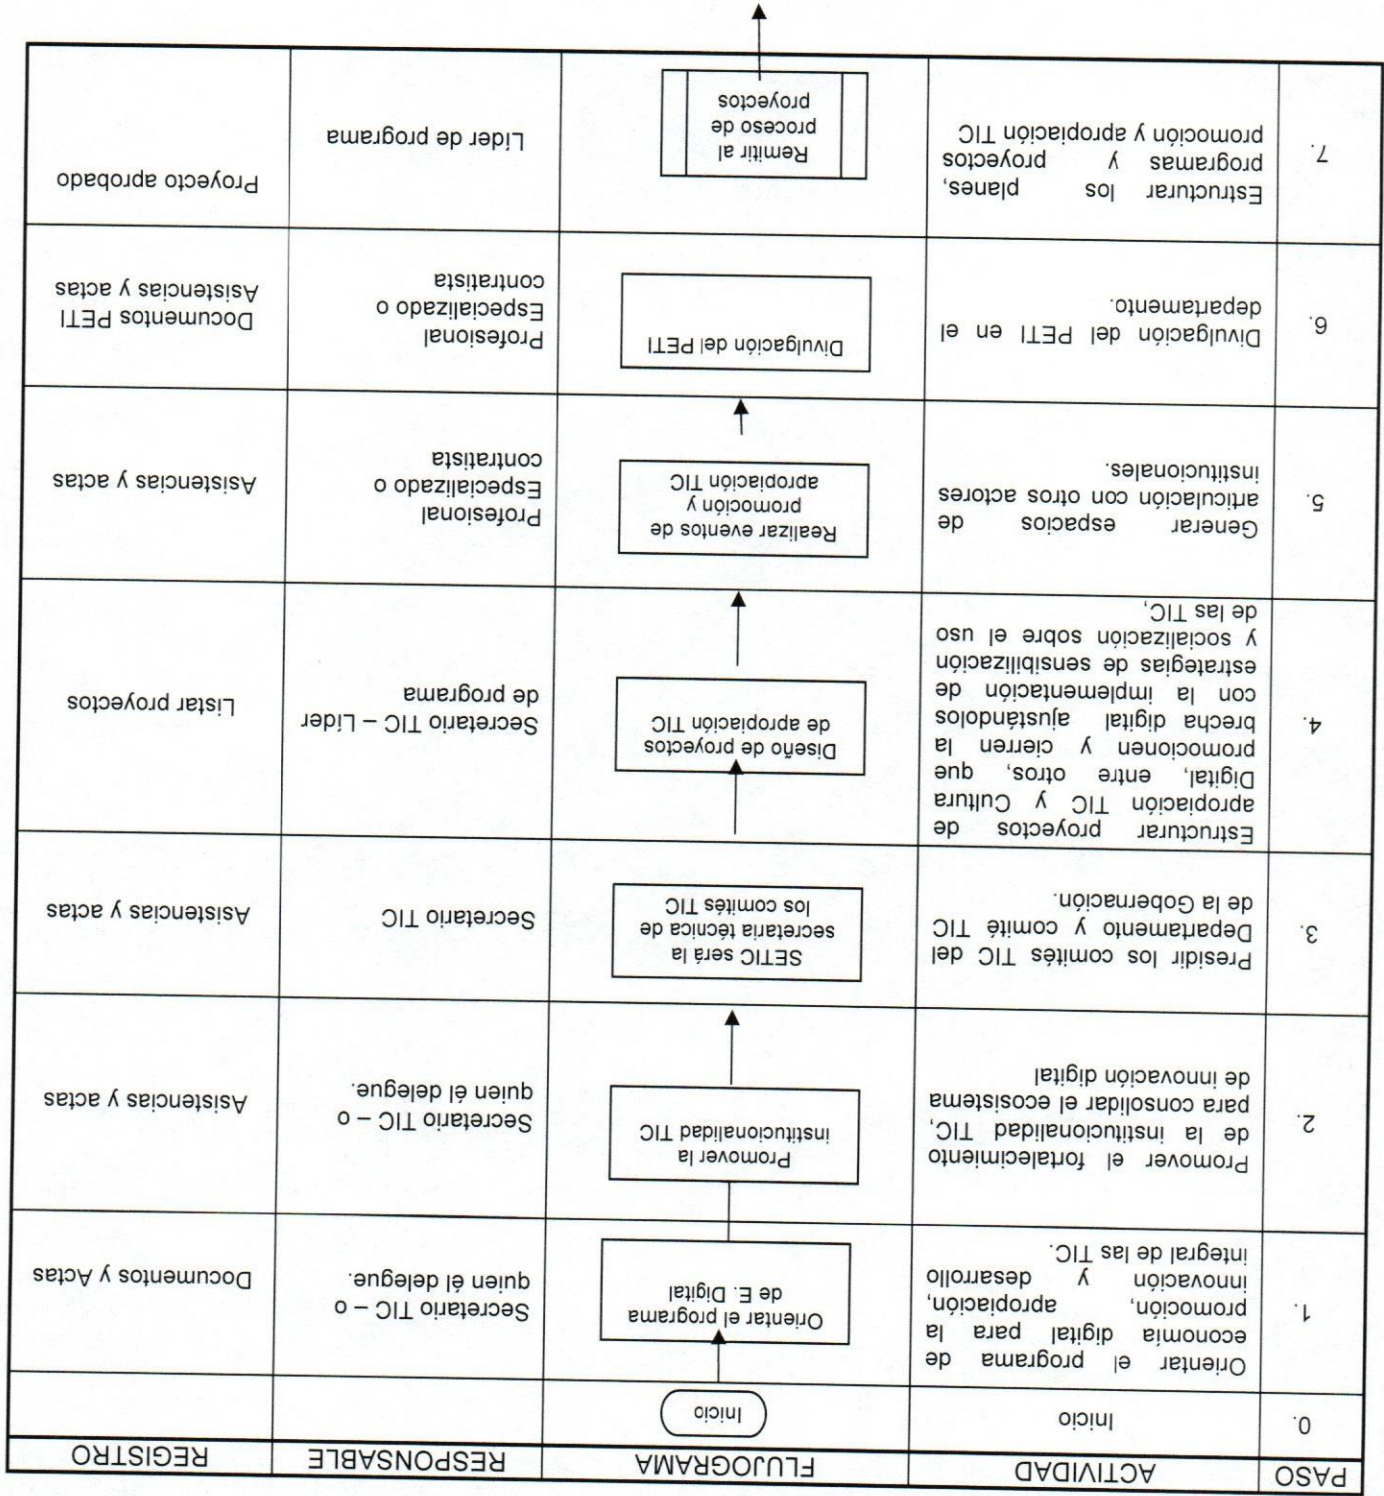 PASO ACTIVIDAD FLUJOGRAMA RESPONSABLE REGISTRO
0.
Inicio
Inicio
1.
Orientar el programa de
economía digital para la
promoción, apropiación,
innovación y desarrollo
integral de las TIC.
Orientar el programa
de E. Digital
Secretario TIC – o
quien él delegue.
Documentos y Actas
2.
Promover el fortalecimiento
de la institucionalidad TIC,
para consolidar el ecosistema
de innovación digital
Promover la
institucionalidad TIC
Secretario TIC – o
quien él delegue.
Asistencias y actas
3.
Presidir los comités TIC del
Departamento y comité TIC
de la Gobernación.
SETIC será la
secretaria técnica de
los comités TIC
Secretario TIC
Asistencias y actas
4.
Estructurar proyectos de
apropiación TIC y Cultura
Digital, entre otros, que
promocionen y cierren la
brecha digital ajustándolos
con la implementación de
estrategias de sensibilización
y socialización sobre el uso
de las TIC,
Diseño de proyectos
de apropiación TIC
Secretario TIC – Líder
de programa
Listar proyectos
5.
Generar espacios de
articulación con otros actores
institucionales.
Realizar eventos de
promoción y
apropiación TIC
Profesional
Especializado o
contratista
Asistencias y actas
6.
Divulgación del PETI en el
departamento.
Divulgación del PETI
Profesional
Especializado o
contratista
Documentos PETI
Asistencias y actas
7.
Estructurar los planes,
programas y proyectos
promoción y apropiación TIC
Remitir al
proceso de
proyectos
Líder de programa
Proyecto aprobado